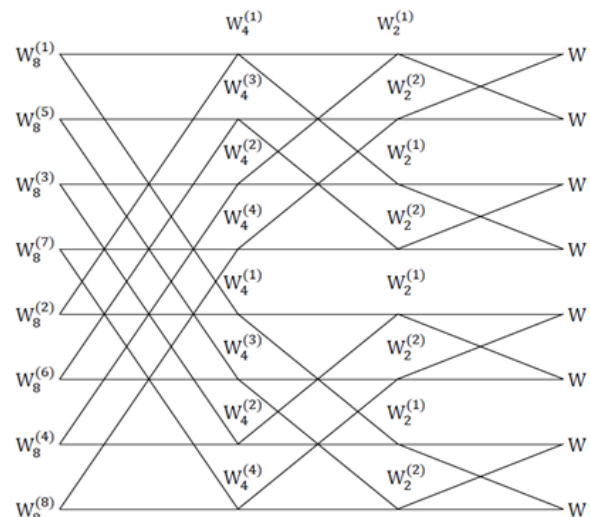 W₄⁽¹⁾ W₂⁽¹⁾
W₈⁽¹⁾ W
W₄⁽³⁾ W₂⁽²⁾
W₈⁽⁵⁾ W
W₄⁽²⁾ W₂⁽¹⁾
W₈⁽³⁾ W
W₄⁽⁴⁾ W₂⁽²⁾
W₈⁽⁷⁾ W
W₄⁽¹⁾ W₂⁽¹⁾
W₈⁽²⁾ W
W₄⁽³⁾ W₂⁽²⁾
W₈⁽⁶⁾ W
W₄⁽²⁾ W₂⁽¹⁾
W₈⁽⁴⁾ W
W₄⁽⁴⁾ W₂⁽²⁾
W₈⁽⁸⁾ W